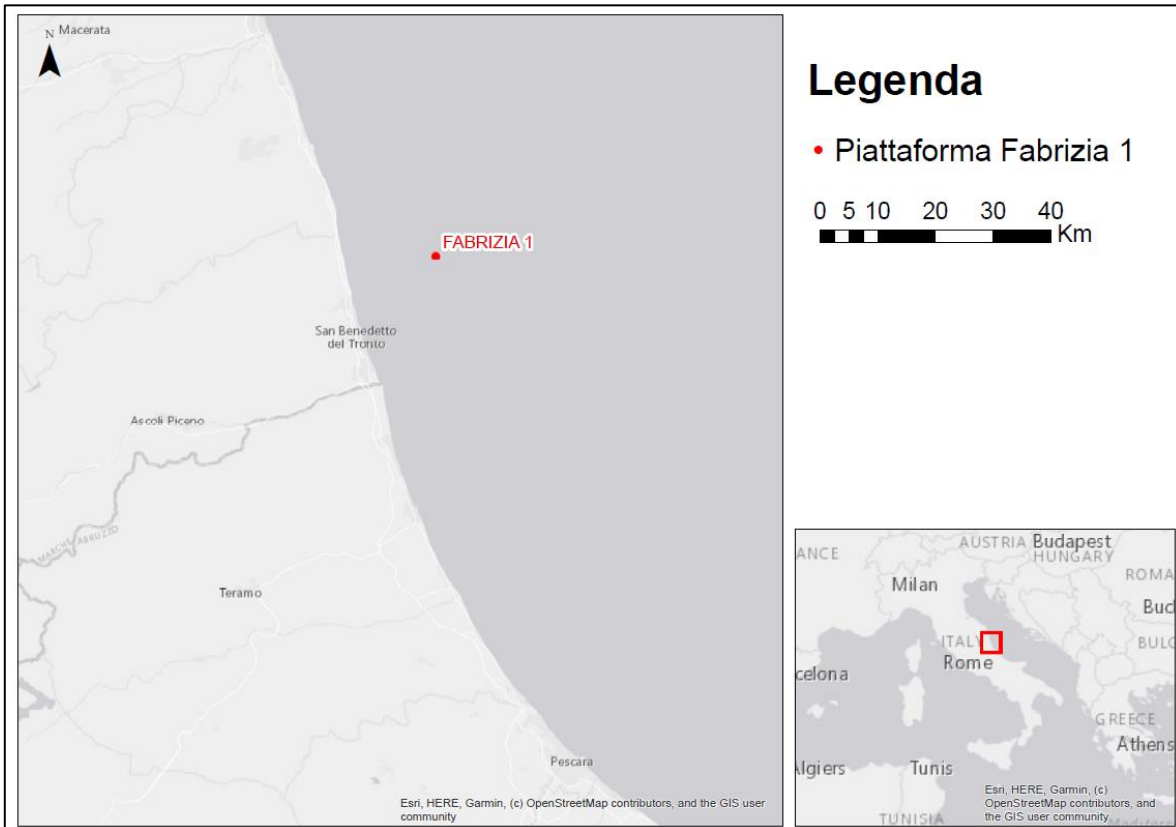 N
Macerata
FABRIZIA 1
San Benedetto
del Tronto
Ascoli Piceno
MARCHE
ABRUZZO
Teramo
Pescara
Esri, HERE, Garmin, (c) OpenStreetMap contributors, and the GIS user
community
Legenda
Piattaforma Fabrizia 1
0 5 10 20 30 40
Km
ANCE
AUSTRIA
Budapest
HUNGARY
ROMA
Milan
Buc
ITALY
BULG
Rome
celona
GREECE
Athens
Algiers
Tunis
Esri, HERE, Garmin, (c)
OpenStreetMap contributors, and
the GIS user community
TUNISIA